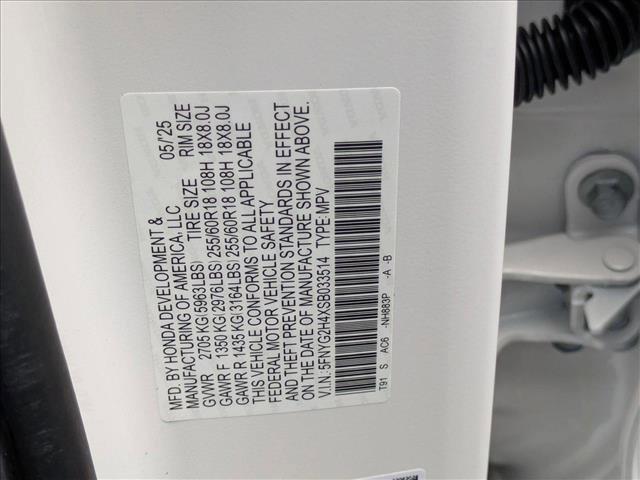 MFD. BY HONDA DEVELOPMENT & 05/'25
MANUFACTURING OF AMERICA, LLC
GVWR 2705 KG(5963LBS) TIRE SIZE RIM SIZE
GAWR F 1350 KG(2976LBS) 255/60R18 108H 18X8.0J
GAWR R 1435 KG(3164LBS) 255/60R18 108H 18X8.0J
THIS VEHICLE CONFORMS TO ALL APPLICABLE
FEDERAL MOTOR VEHICLE SAFETY
AND THEFT PREVENTION STANDARDS IN EFFECT
ON THE DATE OF MANUFACTURE SHOWN ABOVE.
V.I.N: 5FNYG2H4XSB033514 TYPE: MPV
T91 S AC6 -NH883P -A -B